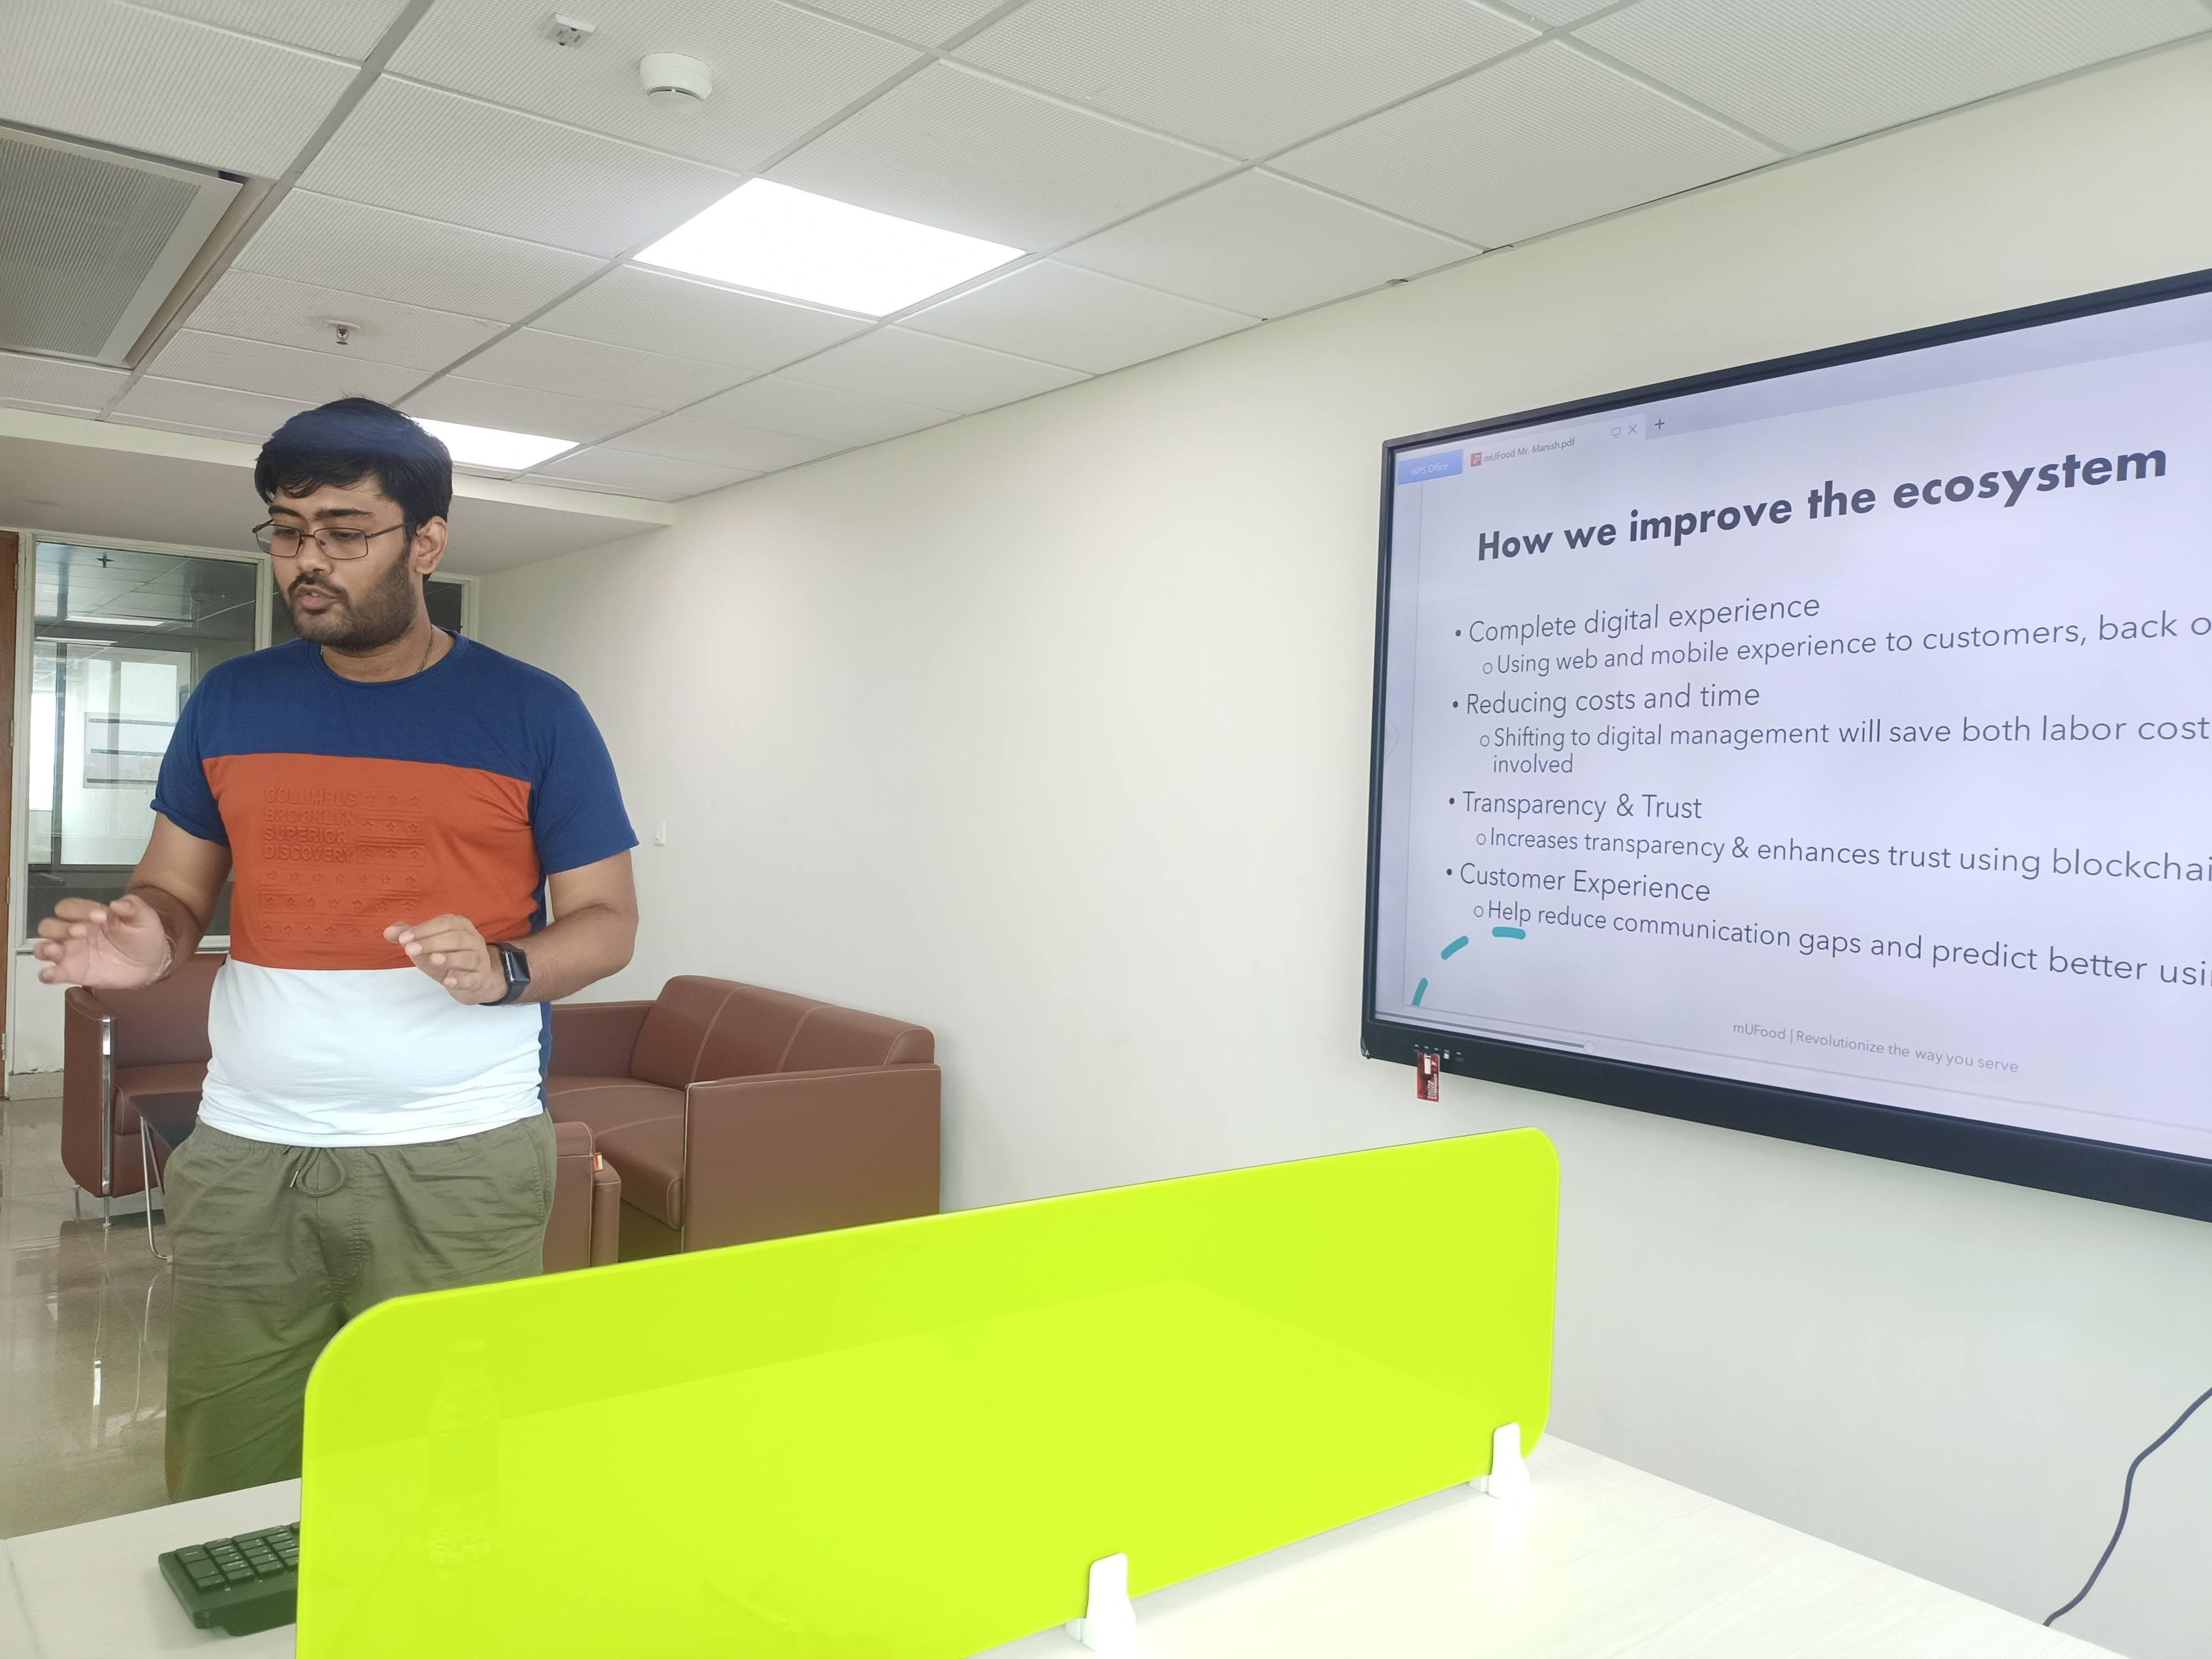 COLUMBUS
BROOKLYN
SUPERIOR
DISCOVERY
WPS Office
mUFood Mr. Manish.pdf
How we improve the ecosystem
• Complete digital experience
o Using web and mobile experience to customers, back o
• Reducing costs and time
o Shifting to digital management will save both labor cost
involved
• Transparency & Trust
o Increases transparency & enhances trust using blockchai
• Customer Experience
o Help reduce communication gaps and predict better usi
mUFood | Revolutionize the way you serve